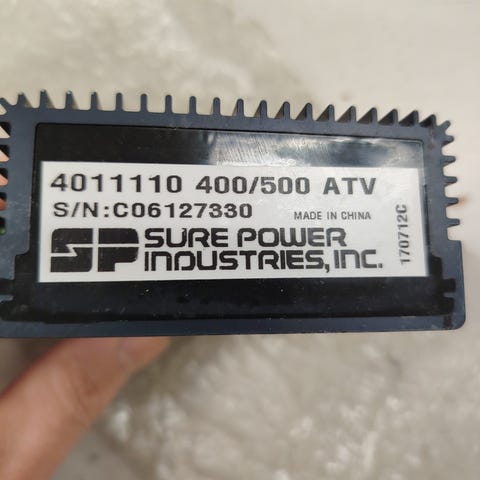 4011110 400/500 ATV
S/N:C06127330 MADE IN CHINA
SP SURE POWER
INDUSTRIES, INC.
170712C